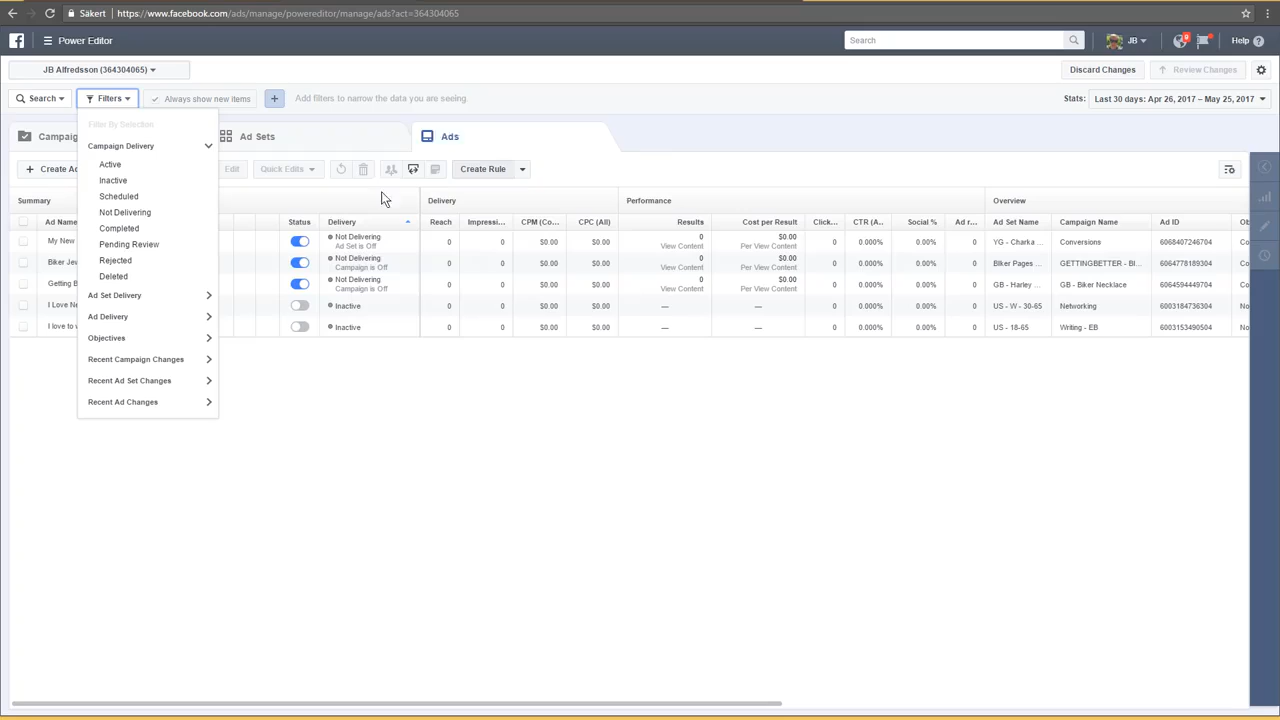 Säkert https://www.facebook.com/ads/manage/powereditor/manage/ads?act=364304065
Power Editor Search JB 8 Help
JB Alfredsson (364304065) Discard Changes Review Changes
Search Filters Always show new items + Add filters to narrow the data you are seeing. Stats: Last 30 days: Apr 26, 2017 – May 25, 2017
Filter By Selection
Campaign Delivery
Active
Inactive
Scheduled
Not Delivering
Completed
Pending Review
Rejected
Deleted
Ad Set Delivery
Ad Delivery
Objectives
Recent Campaign Changes
Recent Ad Set Changes
Recent Ad Changes
Campaig Ad Sets Ads
+ Create Ad Edit Quick Edits Create Rule
Summary Delivery Performance Overview
Ad Name Status Delivery Reach Impressi... CPM (Co... CPC (All) Results Cost per Result Click... CTR (A... Social % Ad r... Ad Set Name Campaign Name Ad ID Ob
My New Not Delivering 0 0 $0.00 $0.00 0 $0.00 0 0.000% 0.00% 0 YG - Charka ... Conversions 6068407246704 Co
Ad Set is Off View Content Per View Content
Biker Je Not Delivering 0 0 $0.00 $0.00 0 $0.00 0 0.000% 0.00% 0 BIker Pages ... GETTINGBETTER - BI... 6064778189304 Co
Campaign is Off View Content Per View Content
Getting B Not Delivering 0 0 $0.00 $0.00 0 $0.00 0 0.000% 0.00% 0 GB - Harley ... GB - Biker Necklace 6064594449704 Co
Campaign is Off View Content Per View Content
I Love Ne Inactive 0 0 $0.00 $0.00 — — 0 0.000% 0.00% 0 US - W - 30-65 Networking 6003184736304 No
I love to v Inactive 0 0 $0.00 $0.00 — — 0 0.000% 0.00% 0 US - 18-65 Writing - EB 6003153490504 No